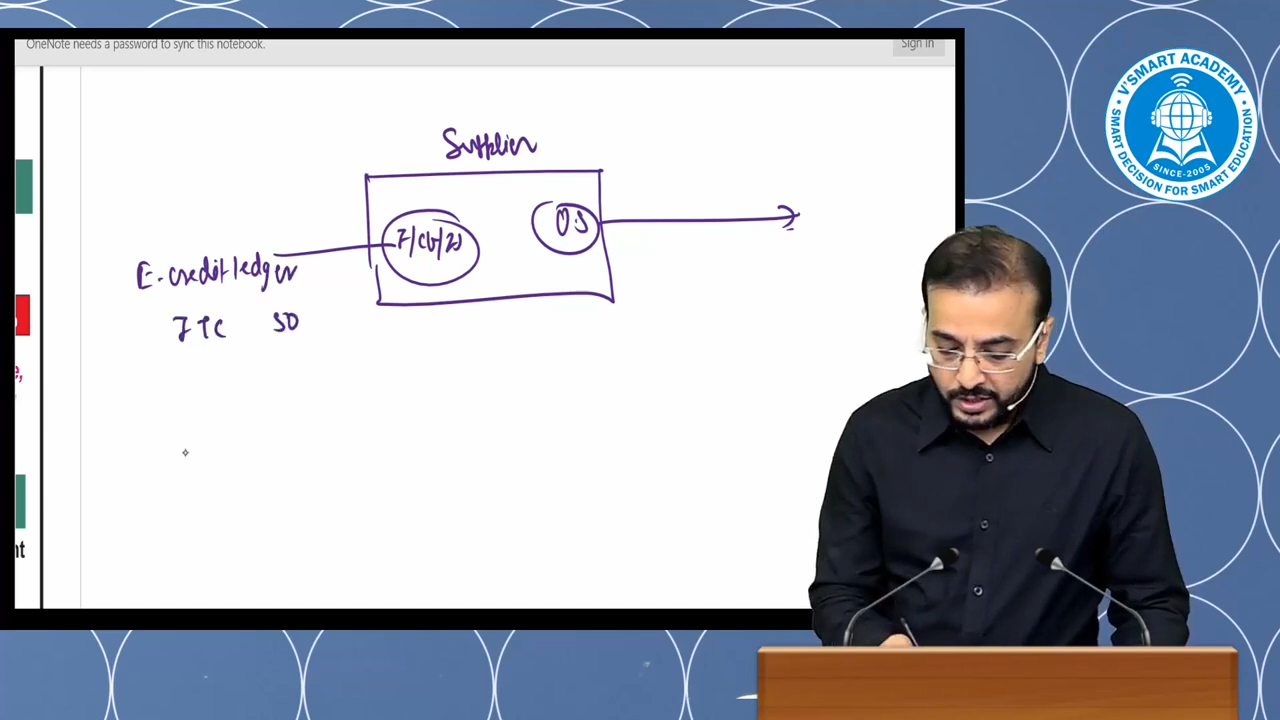 OneNote needs a password to sync this notebook.
Sign in
V'SMART ACADEMY
SINCE-2005
SMART DECISION FOR SMART EDUCATION
Supplier
O.S
E. credit ledger
ITC 50